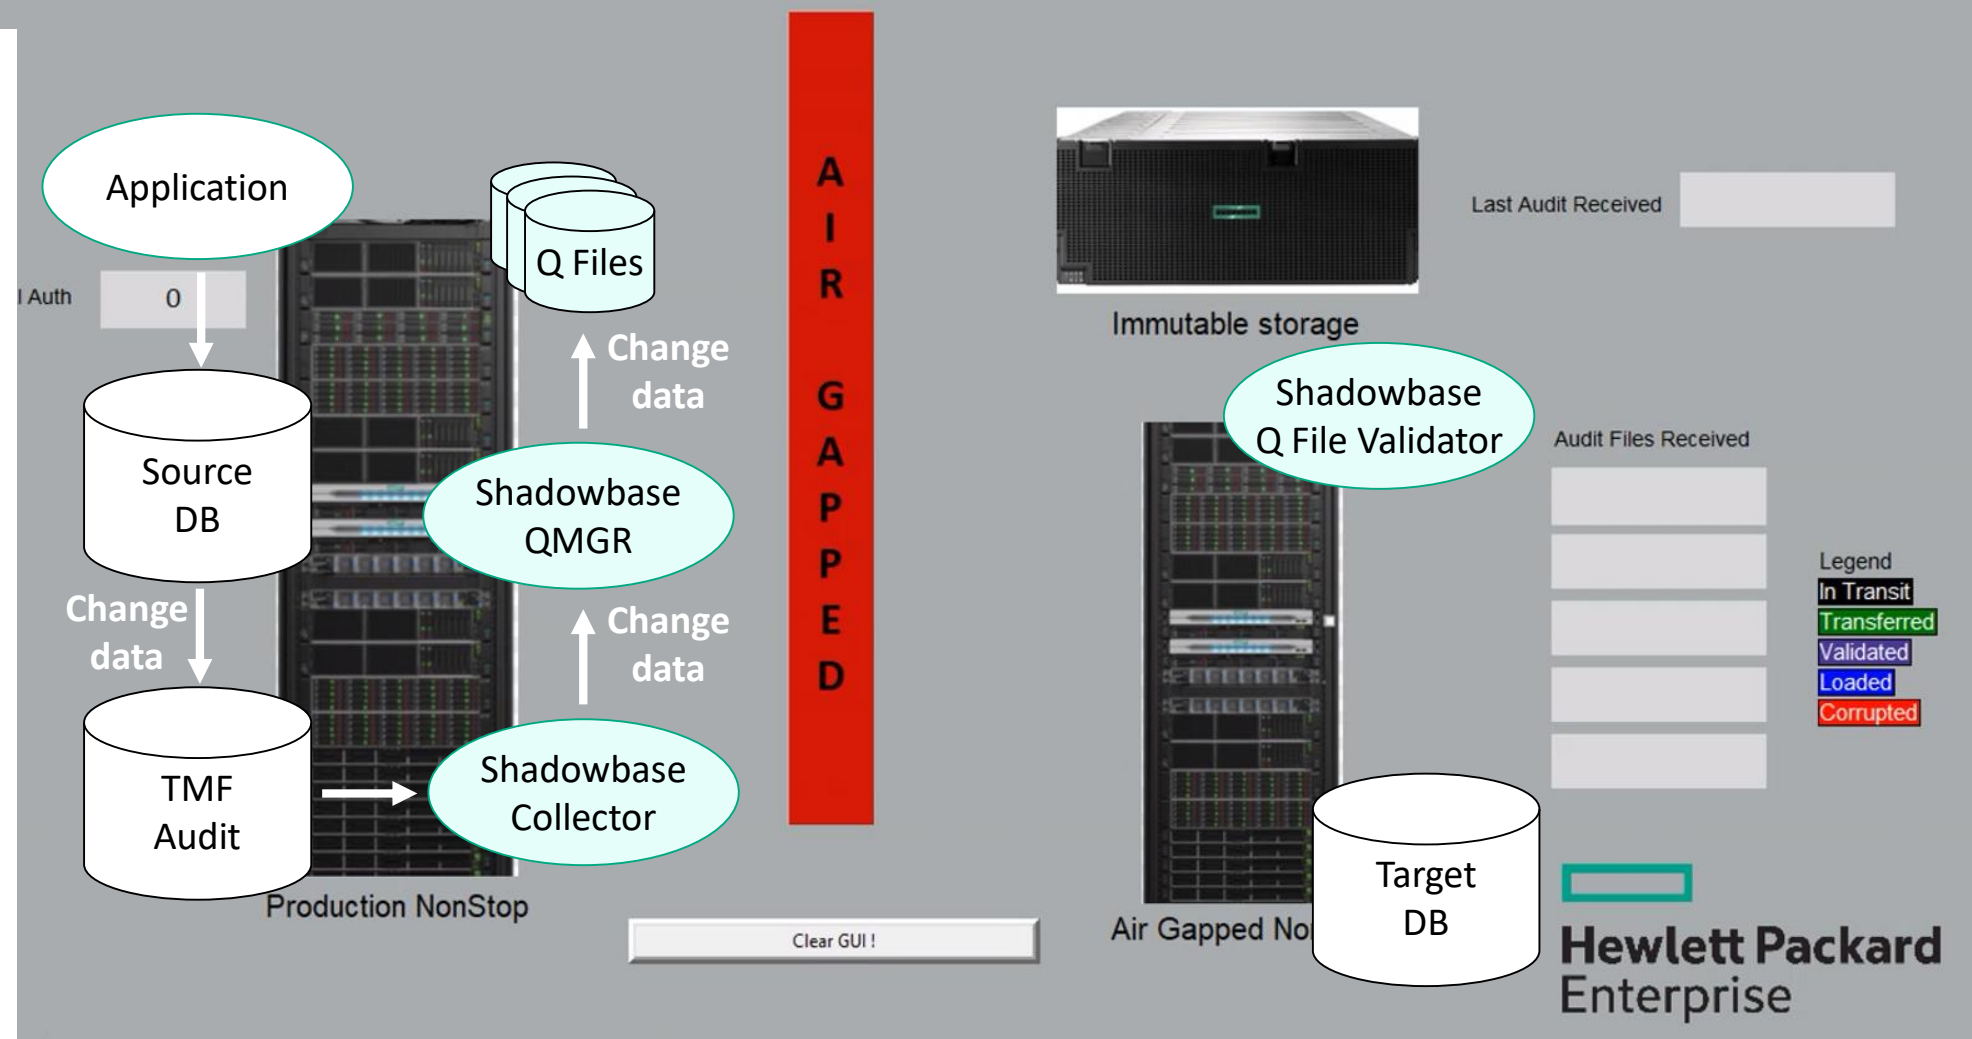 Application
l Auth
0
Source
DB
Change
data
TMF
Audit
Q Files
Change
data
Shadowbase
QMGR
Change
data
Shadowbase
Collector
Production NonStop
A
I
R
G
A
P
P
E
D
Clear GUI !
Immutable storage
Last Audit Received
Shadowbase
Q File Validator
Audit Files Received
Legend
In Transit
Transferred
Validated
Loaded
Corrupted
Target
DB
Air Gapped No
Hewlett Packard
Enterprise